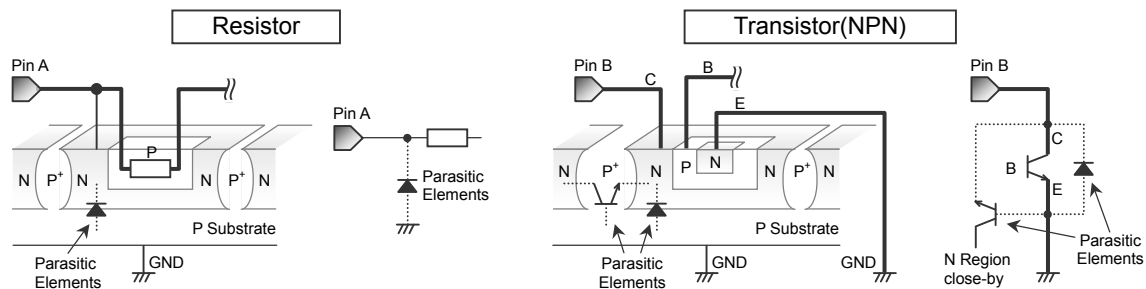 Resistor
Pin A
N
P+
N
P
N
P+
N
Parasitic
Elements
GND
P Substrate
Pin A
Parasitic
Elements
Transistor(NPN)
Pin B
C
B
E
N
P+
N
P
N
N
P+
N
Parasitic
Elements
GND
P Substrate
GND
Pin B
C
B
E
N Region
close-by
Parasitic
Elements